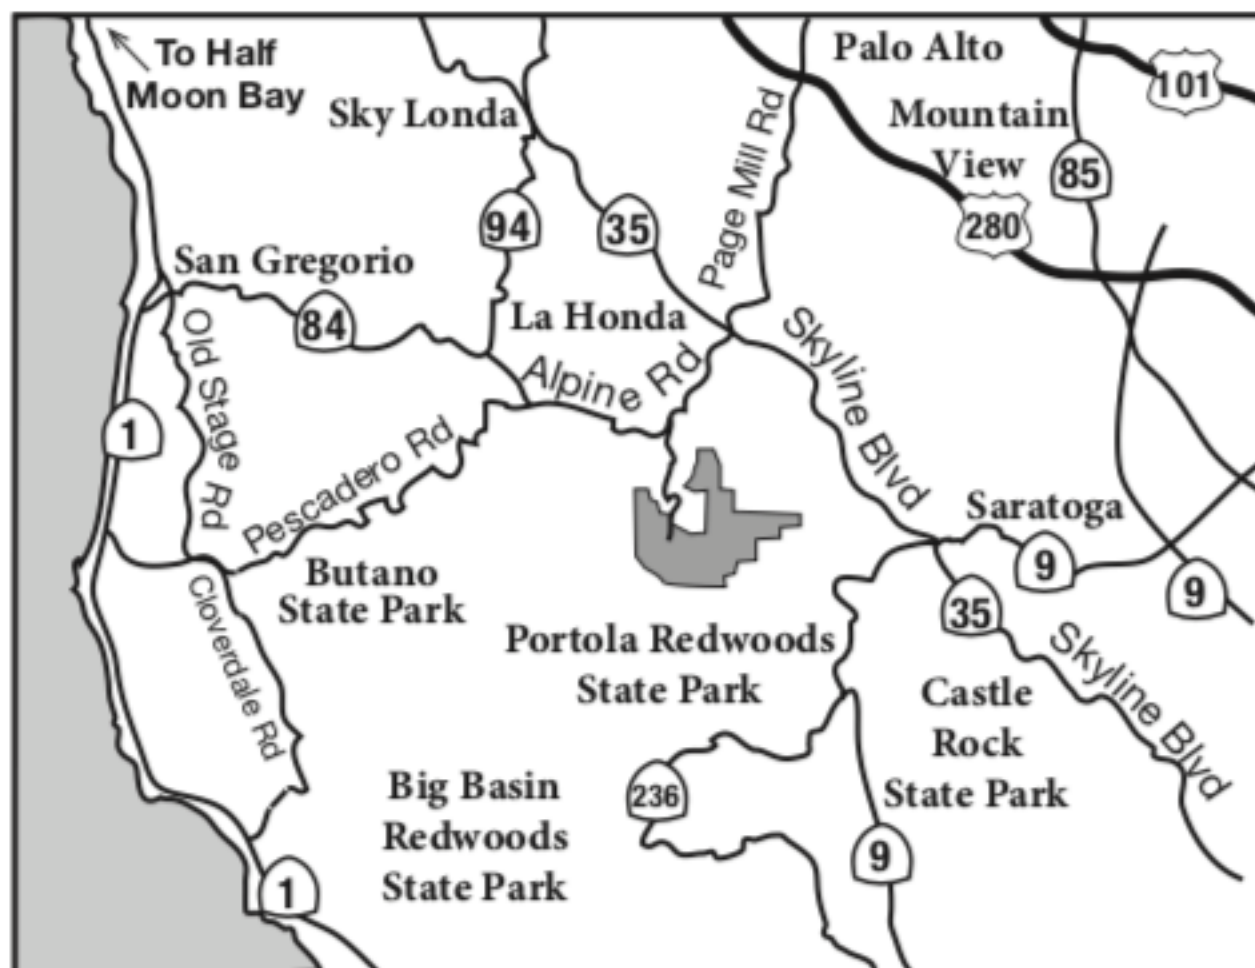 To Half
Moon Bay
Palo Alto
101
Sky Londa
Mountain
View
85
Page Mill Rd
94
35
280
San Gregorio
84
La Honda
Skyline Blvd
Old Stage Rd
Alpine Rd
1
Pescadero Rd
Saratoga
9
9
Butano
State Park
Cloverdale Rd
35
Portola Redwoods
State Park
Skyline Blvd
Castle
Rock
State Park
Big Basin
Redwoods
State Park
236
9
1